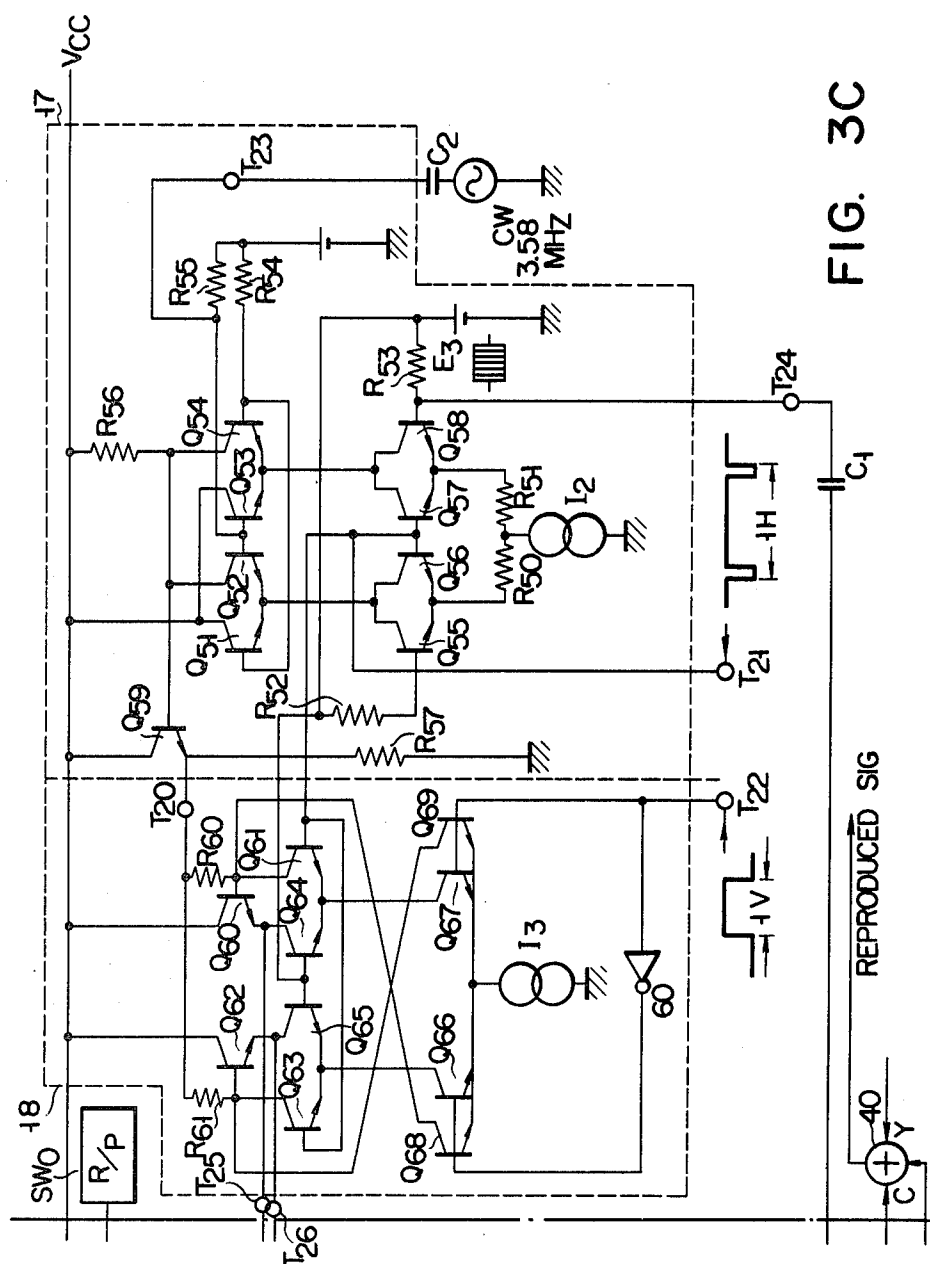 17
VCC
SW0
R/P
18
T20
Q59
R56
T23
R55
R54
C2
CW
3.58
MHZ
R60
R61
Q60
Q61
Q62
Q63
Q64
Q65
Q51
Q52
Q53
Q54
R52
R53
E3
T25
T26
Q66
Q67
Q68
Q69
I3
60
R57
Q55
Q56
Q57
Q58
R50
R51
I2
T22
T21
T24
1V
1H
C1
REPRODUCED SIG
40
C
Y
FIG. 3C